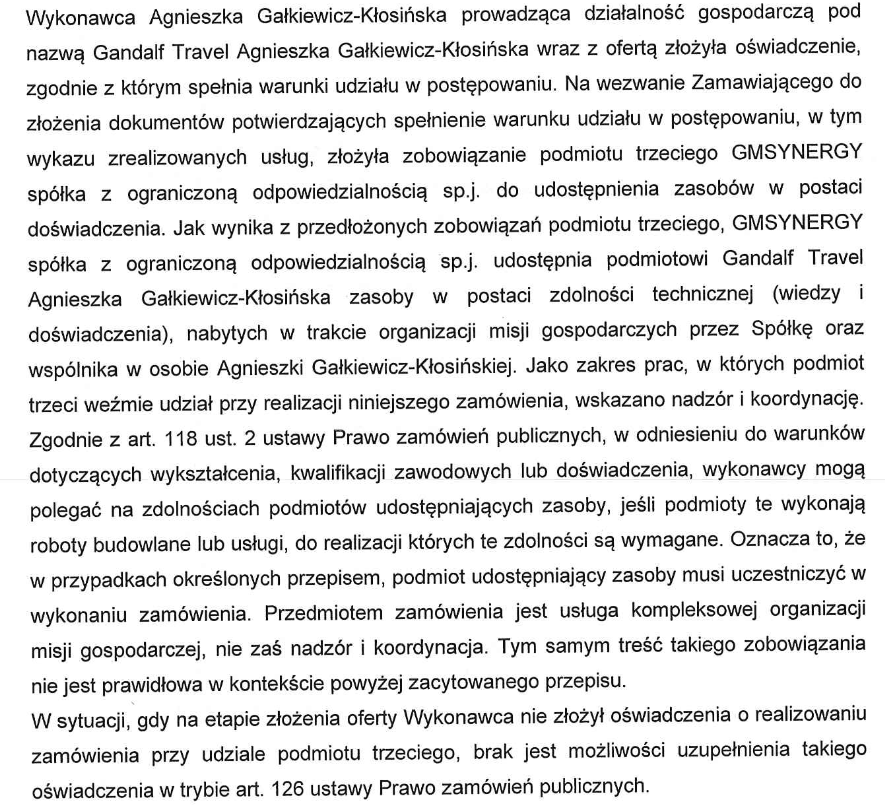 Wykonawca Agnieszka Gałkiewicz-Kłosińska prowadząca działalność gospodarczą pod
nazwą Gandalf Travel Agnieszka Gałkiewicz-Kłosińska wraz z ofertą złożyła oświadczenie,
zgodnie z którym spełnia warunki udziału w postępowaniu. Na wezwanie Zamawiającego do
złożenia dokumentów potwierdzających spełnienie warunku udziału w postępowaniu, w tym
wykazu zrealizowanych usług, złożyła zobowiązanie podmiotu trzeciego GMSYNERGY
spółka z ograniczoną odpowiedzialnością sp.j. do udostępnienia zasobów w postaci
doświadczenia. Jak wynika z przedłożonych zobowiązań podmiotu trzeciego, GMSYNERGY
spółka z ograniczoną odpowiedzialnością sp.j. udostępnia podmiotowi Gandalf Travel
Agnieszka Gałkiewicz-Kłosińska zasoby w postaci zdolności technicznej (wiedzy i
doświadczenia), nabytych w trakcie organizacji misji gospodarczych przez Spółkę oraz
wspólnika w osobie Agnieszki Gałkiewicz-Kłosińskiej. Jako zakres prac, w których podmiot
trzeci weźmie udział przy realizacji niniejszego zamówienia, wskazano nadzór i koordynację.
Zgodnie z art. 118 ust. 2 ustawy Prawo zamówień publicznych, w odniesieniu do warunków
dotyczących wykształcenia, kwalifikacji zawodowych lub doświadczenia, wykonawcy mogą
polegać na zdolnościach podmiotów udostępniających zasoby, jeśli podmioty te wykonają
roboty budowlane lub usługi, do realizacji których te zdolności są wymagane. Oznacza to, że
w przypadkach określonych przepisem, podmiot udostępniający zasoby musi uczestniczyć w
wykonaniu zamówienia. Przedmiotem zamówienia jest usługa kompleksowej organizacji
misji gospodarczej, nie zaś nadzór i koordynacja. Tym samym treść takiego zobowiązania
nie jest prawidłowa w kontekście powyżej zacytowanego przepisu.
W sytuacji, gdy na etapie złożenia oferty Wykonawca nie złożył oświadczenia o realizowaniu
zamówienia przy udziale podmiotu trzeciego, brak jest możliwości uzupełnienia takiego
oświadczenia w trybie art. 126 ustawy Prawo zamówień publicznych.